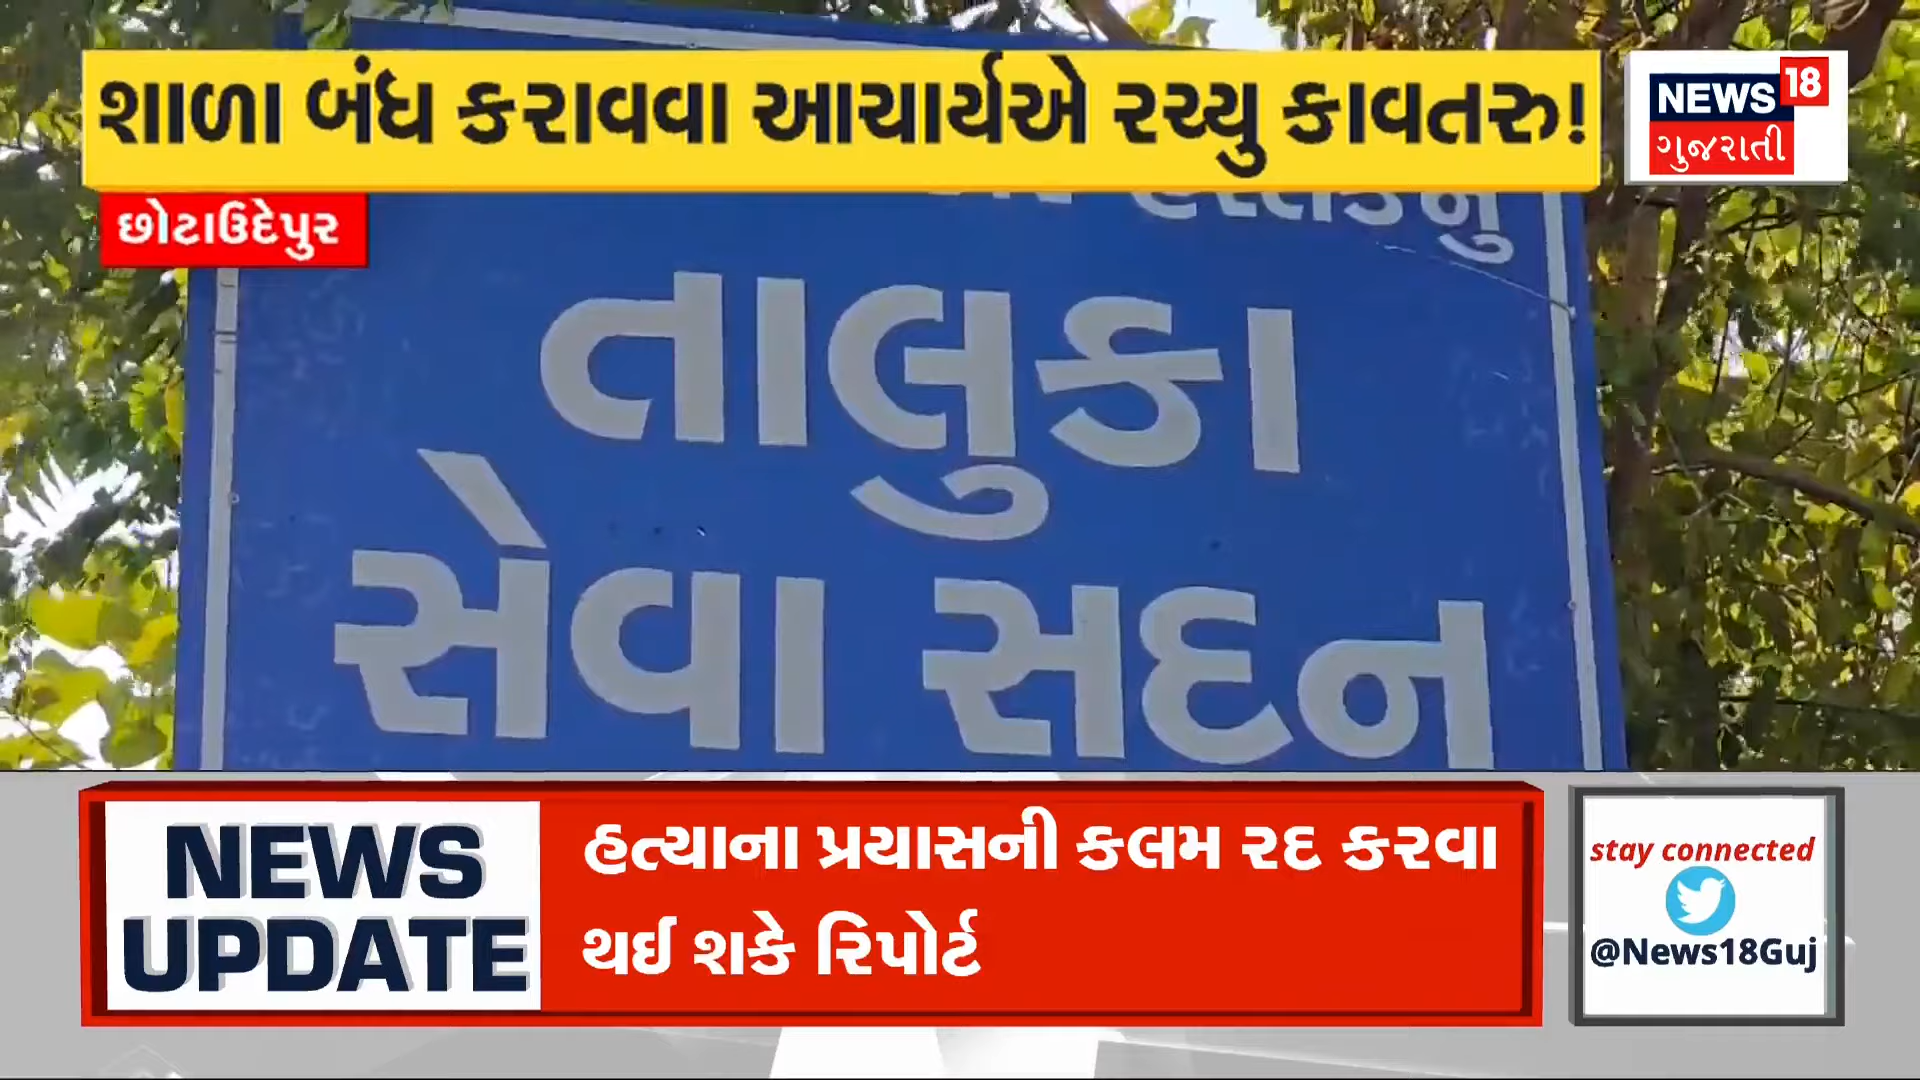 શાળા બંધ કરાવવા આચાર્યએ રચ્યુ કાવતરુ!
NEWS 18
ગુજરાતી
છોટાઉદેપુર
તાલુકા
સેવા સદન
NEWS
UPDATE
હત્યાના પ્રયાસની કલમ રદ કરવા
થઈ શકે રિપોર્ટ
stay connected
@News18Guj